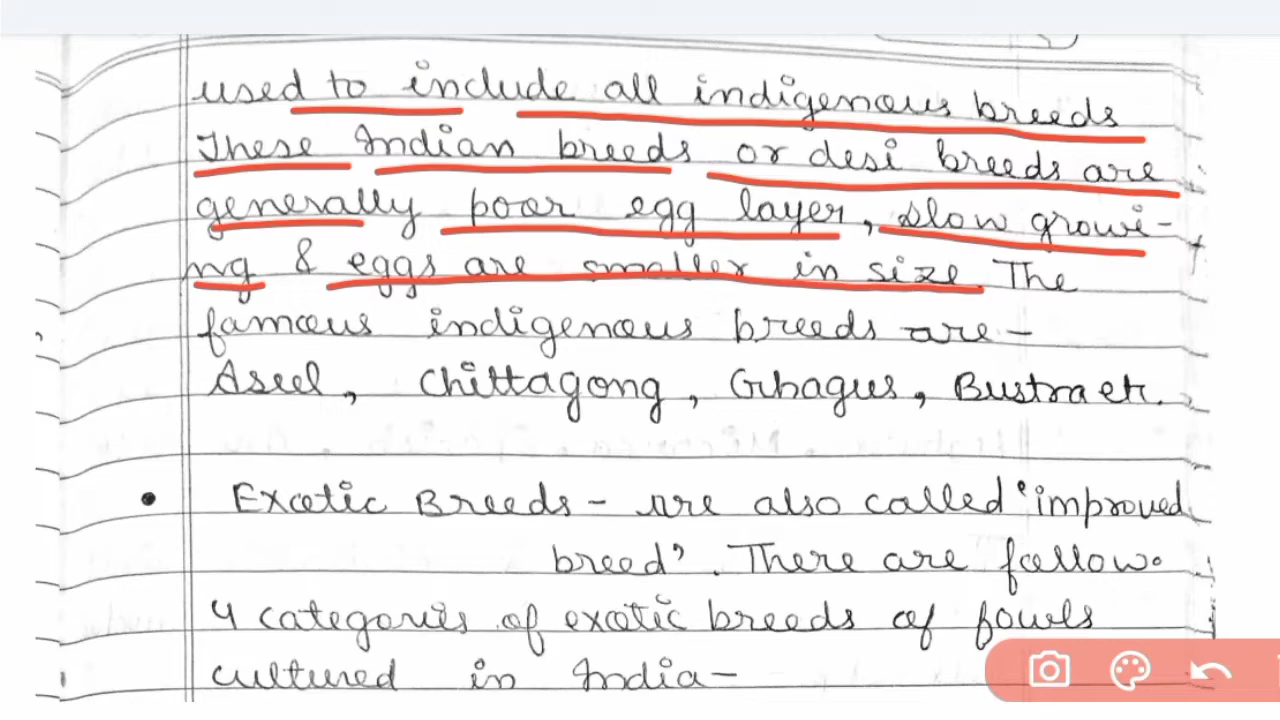 used to include all indigenous breeds
These Indian breeds or desi breeds are
generally poor egg layer, slow growi-
ng & eggs are smaller in size The
famous indigenous breeds are-
Aseel, Chittagong, Gbagus, Bustra etc.
• Exotic Breeds - are also called 'improved
breed'. There are follow.
4 categories of exotic breeds of fowls
cultured in India-